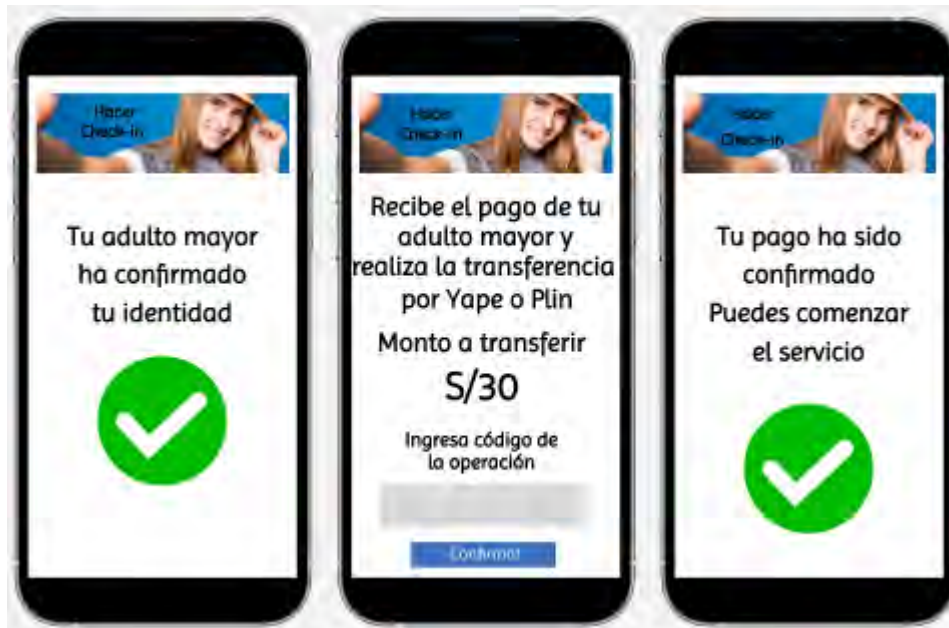 Hacer
Check-in
Tu adulto mayor
ha confirmado
tu identidad
Hacer
Check-in
Recibe el pago de tu
adulto mayor y
realiza la transferencia
por Yape o Plin
Monto a transferir
S/30
Ingresa código de
la operación
Confirmar
Hacer
Check-in
Tu pago ha sido
confirmado
Puedes comenzar
el servicio